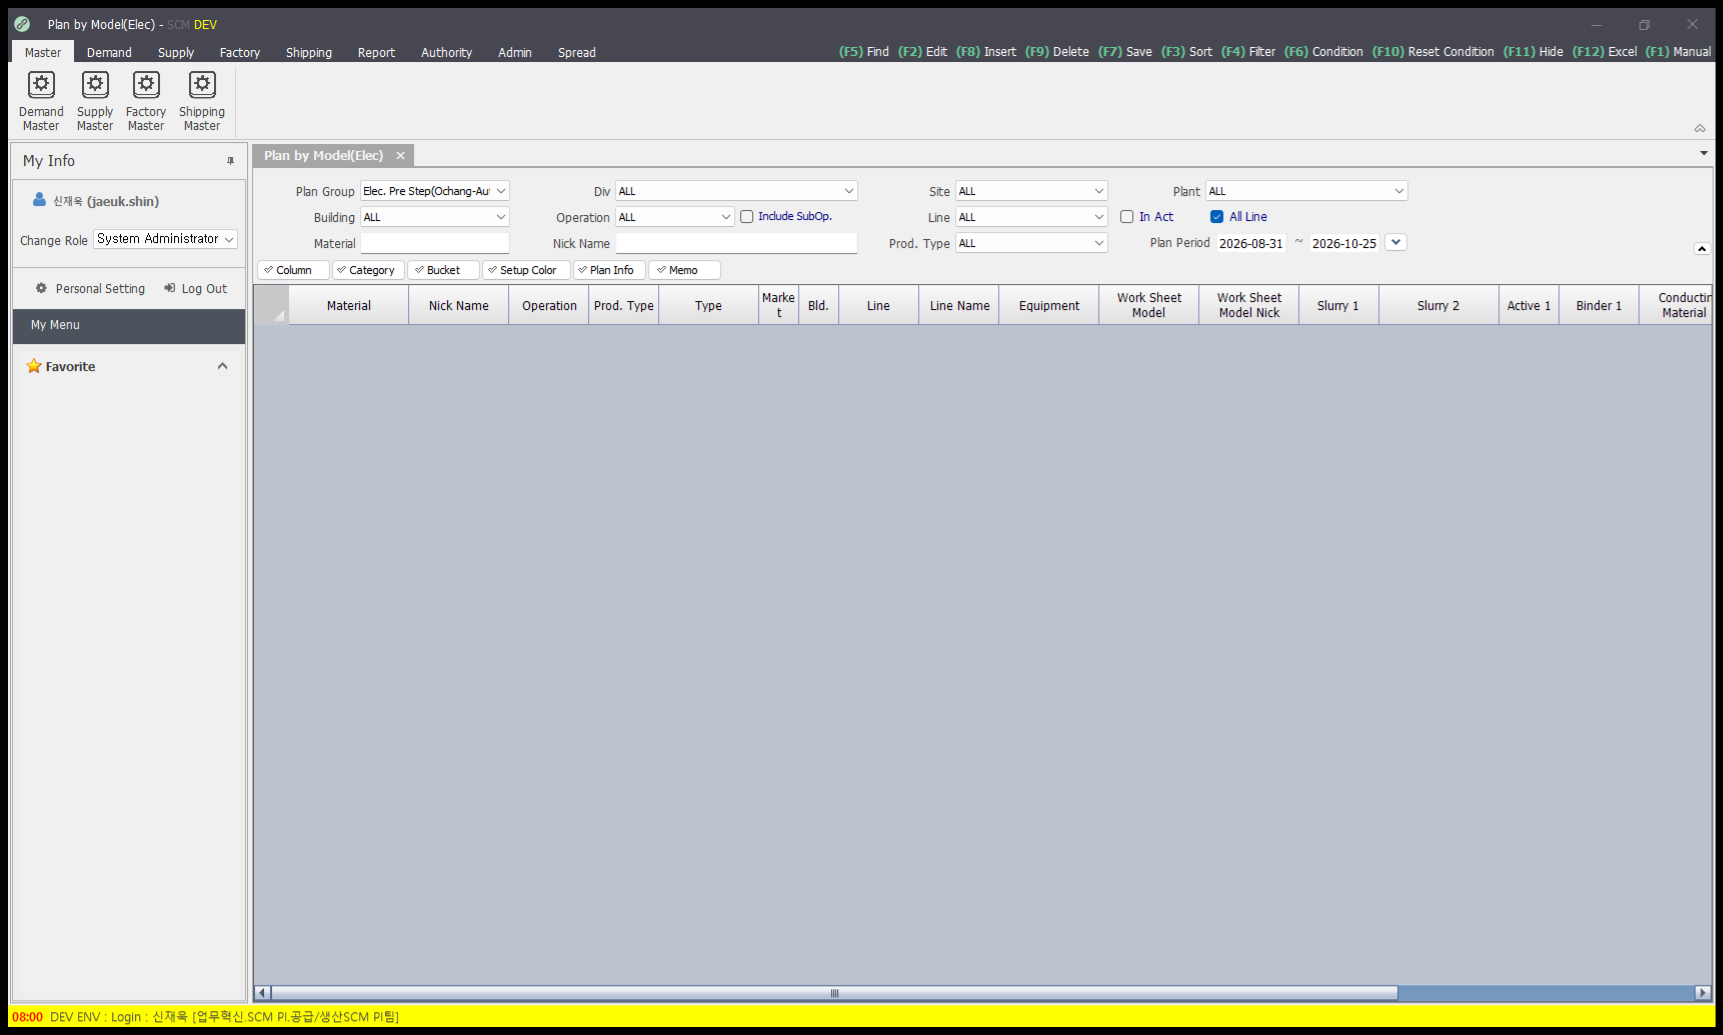 Plan by Model(Elec) - SCM DEV
Master Demand Supply Factory Shipping Report Authority Admin Spread (F5) Find (F2) Edit (F8) Insert (F9) Delete (F7) Save (F3) Sort (F4) Filter (F6) Condition (F10) Reset Condition (F11) Hide (F12) Excel (F1) Manual
Demand Master
Supply Master
Factory Master
Shipping Master
My Info
신재욱 (jaeuk.shin)
Change Role System Administrator
Personal Setting Log Out
My Menu
Favorite
Plan by Model(Elec)
Plan Group Elec. Pre Step(Ochang-Au Div ALL Site ALL Plant ALL
Building ALL Operation ALL Include SubOp. Line ALL In Act All Line
Material Nick Name Prod. Type ALL Plan Period 2026-08-31 ~ 2026-10-25
Column Category Bucket Setup Color Plan Info Memo
Material Nick Name Operation Prod. Type Type Market Bld. Line Line Name Equipment Work Sheet Model Work Sheet Model Nick Slurry 1 Slurry 2 Active 1 Binder 1 Conductin Material
08:00 DEV ENV : Login : 신재욱 [업무혁신.SCM PI.공급/생산SCM PI팀]